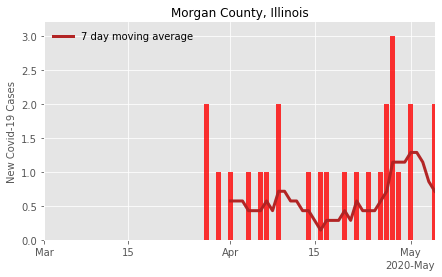 Morgan County, Illinois
7 day moving average
New Covid-19 Cases
3.0
2.5
2.0
1.5
1.0
0.5
0.0
Mar
15
Apr
15
May
2020-May